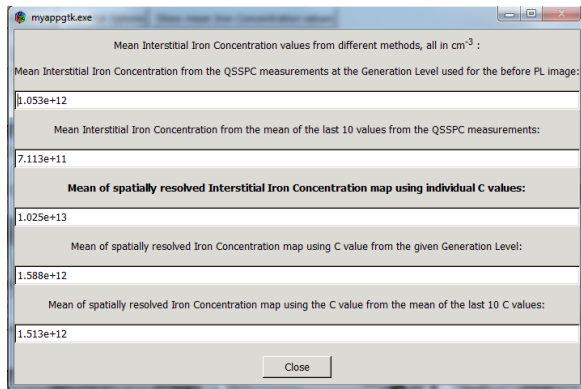 myappgtk.exe
Mean Interstitial Iron Concentration values from different methods, all in cm⁻³ :
Mean Interstitial Iron Concentration from the QSSPC measurements at the Generation Level used for the before PL image:
1.053e+12
Mean Interstitial Iron Concentration from the mean of the last 10 values from the QSSPC measurements:
7.113e+11
Mean of spatially resolved Interstitial Iron Concentration map using individual C values:
1.025e+13
Mean of spatially resolved Iron Concentration map using C value from the given Generation Level:
1.588e+12
Mean of spatially resolved Iron Concentration map using the C value from the mean of the last 10 C values:
1.513e+12
Close